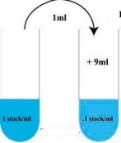 1ml
+ 9ml
1 stock/ml
.1 stock/ml